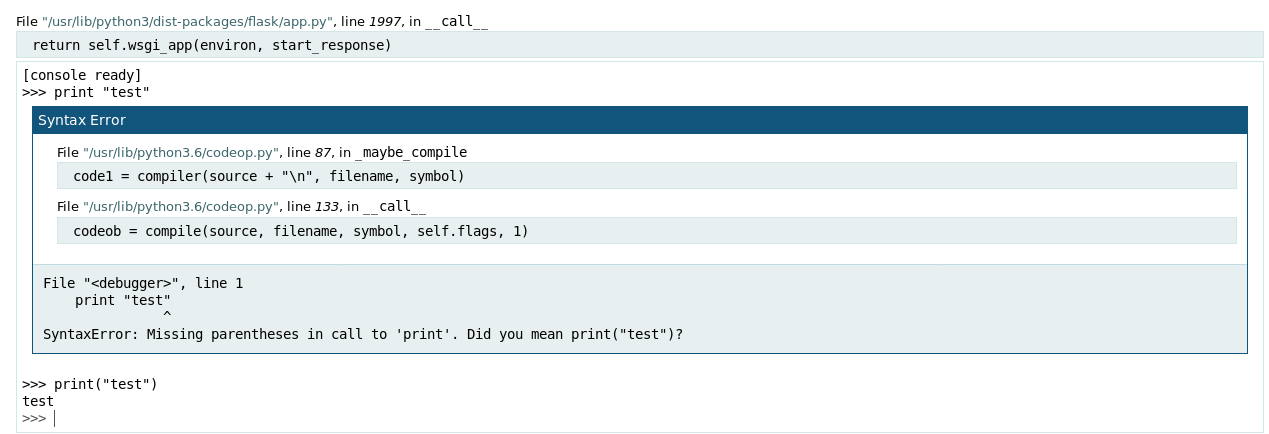 File "/usr/lib/python3/dist-packages/flask/app.py", line 1997, in __call__
return self.wsgi_app(environ, start_response)
[console ready]
>>> print "test"
Syntax Error
File "/usr/lib/python3.6/codeop.py", line 87, in _maybe_compile
code1 = compiler(source + "\n", filename, symbol)
File "/usr/lib/python3.6/codeop.py", line 133, in __call__
codeob = compile(source, filename, symbol, self.flags, 1)
File "<debugger>", line 1
    print "test"
               ^
SyntaxError: Missing parentheses in call to 'print'. Did you mean print("test")?
>>> print("test")
test
>>>